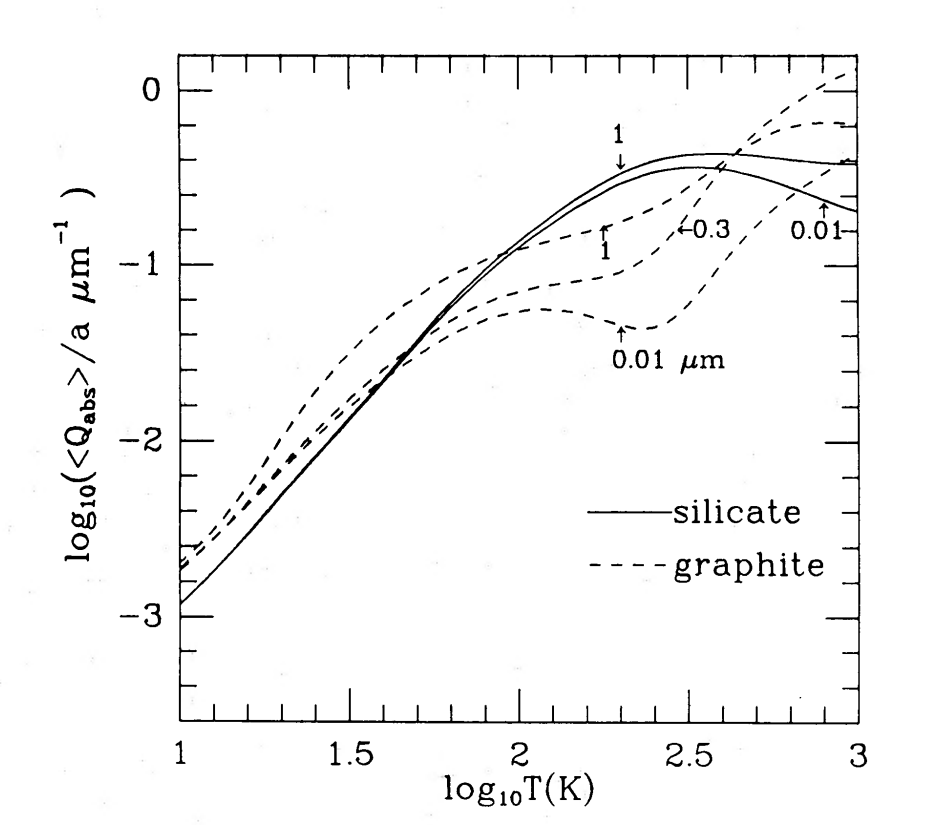 log₁₀(<Q_abs>/a μm⁻¹)
0
−1
−2
−3
1
1
−0.3
0.01
0.01 μm
silicate
graphite
1 1.5 2 2.5 3
log₁₀T(K)